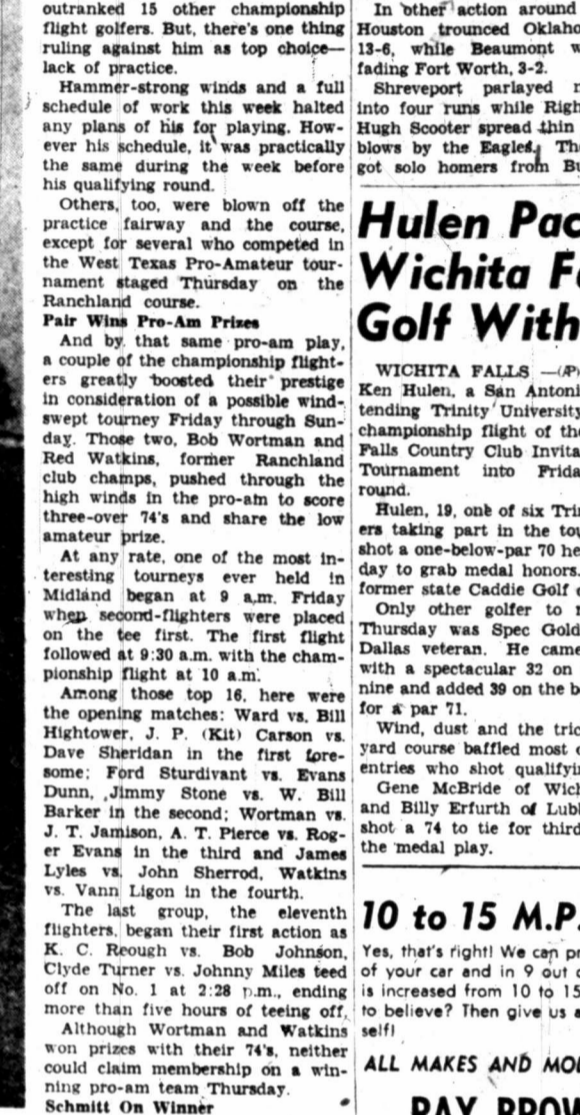 outranked 15 other championship
flight golfers. But, there's one thing
ruling against him as top choice—
lack of practice.
Hammer-strong winds and a full
schedule of work this week halted
any plans of his for playing. How-
ever his schedule, it was practically
the same during the week before
his qualifying round.
Others, too, were blown off the
practice fairway and the course,
except for several who competed in
the West Texas Pro-Amateur tour-
nament staged Thursday on the
Ranchland course.
Pair Wins Pro-Am Prizes
And by that same pro-am play,
a couple of the championship flight-
ers greatly boosted their prestige
in consideration of a possible wind-
swept tourney Friday through Sun-
day. Those two, Bob Wortman and
Red Watkins, former Ranchland
club champs, pushed through the
high winds in the pro-am to score
three-over 74's and share the low
amateur prize.
At any rate, one of the most in-
teresting tourneys ever held in
Midland began at 9 a.m. Friday
when second-flighters were placed
on the tee first. The first flight
followed at 9:30 a.m. with the cham-
pionship flight at 10 a.m.
Among those top 16, here were
the opening matches: Ward vs. Bill
Hightower, J. P. (Kit) Carson vs.
Dave Sheridan in the first fore-
some; Ford Sturdivant vs. Evans
Dunn, Jimmy Stone vs. W. Bill
Barker in the second; Wortman vs.
J. T. Jamison, A. T. Pierce vs. Rog-
er Evans in the third and James
Lyles vs. John Sherrod, Watkins
vs. Vann Ligon in the fourth.
The last group, the eleventh
flighters, began their first action as
K. C. Reough vs. Bob Johnson,
Clyde Turner vs. Johnny Miles teed
off on No. 1 at 2:28 p.m., ending
more than five hours of teeing off.
Although Wortman and Watkins
won prizes with their 74's, neither
could claim membership on a win-
ning pro-am team Thursday.
Schmitt On Winner
In other action around
Houston trounced Oklaho
13-6, while Beaumont w
fading Fort Worth, 3-2.
Shreveport parlayed
into four runs while Righ
Hugh Scooter spread thin
blows by the Eagles. Th
got solo homers from Bu
Hulen Pac
Wichita Fa
Golf With
WICHITA FALLS —(AP)
Ken Hulen, a San Antoni
tending Trinity University
championship flight of the
Falls Country Club Invita
Tournament into Frida
round.
Hulen, 19, one of six Trin
ers taking part in the tou
shot a one-below-par 70 he
day to grab medal honors.
former state Caddie Golf
Only other golfer to
Thursday was Spec Gold
Dallas veteran. He came
with a spectacular 32 on
nine and added 39 on the b
for a par 71.
Wind, dust and the tric
yard course baffled most
entries who shot qualifyin
Gene McBride of Wich
and Billy Erfurth of Lubb
shot a 74 to tie for third
the medal play.
10 to 15 M.P.
Yes, that's right! We can pr
of your car and in 9 out
is increased from 10 to 15
to believe? Then give us
self!
ALL MAKES AND MOD
RAY BROW